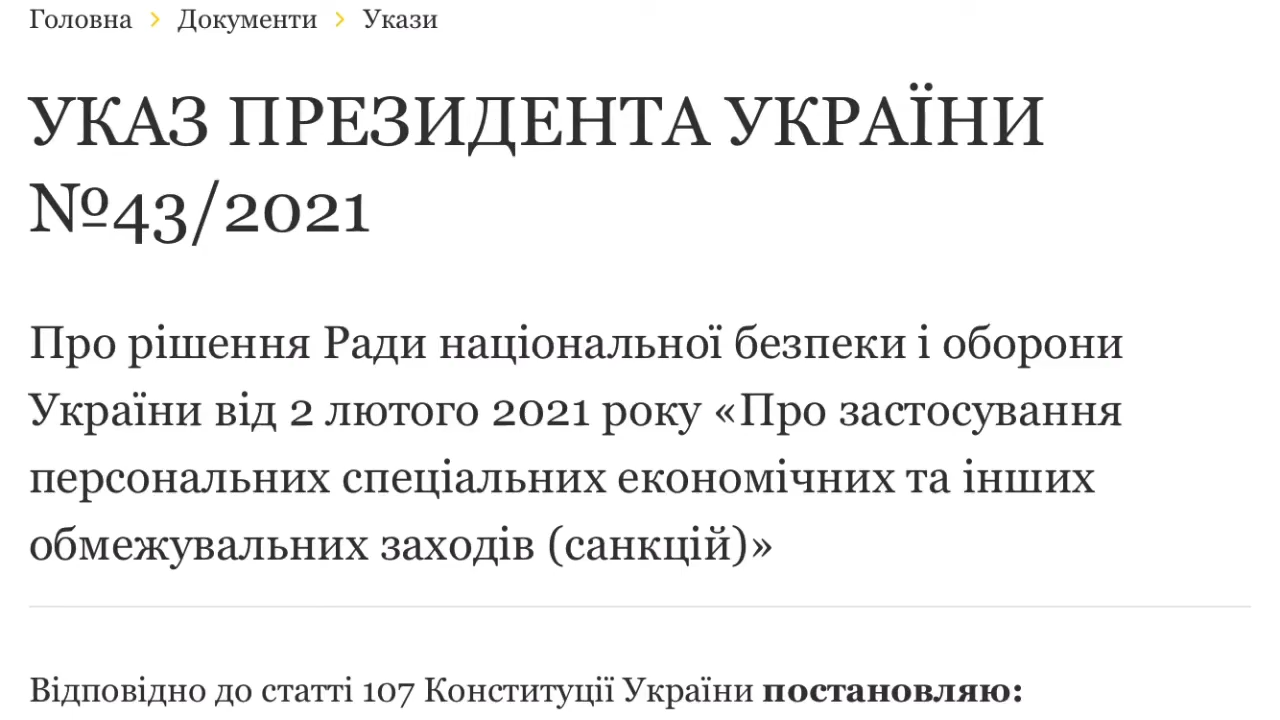 Головна > Документи > Укази
УКАЗ ПРЕЗИДЕНТА УКРАЇНИ
№43/2021
Про рішення Ради національної безпеки і оборони
України від 2 лютого 2021 року «Про застосування
персональних спеціальних економічних та інших
обмежувальних заходів (санкцій)»
Відповідно до статті 107 Конституції України постановляю: